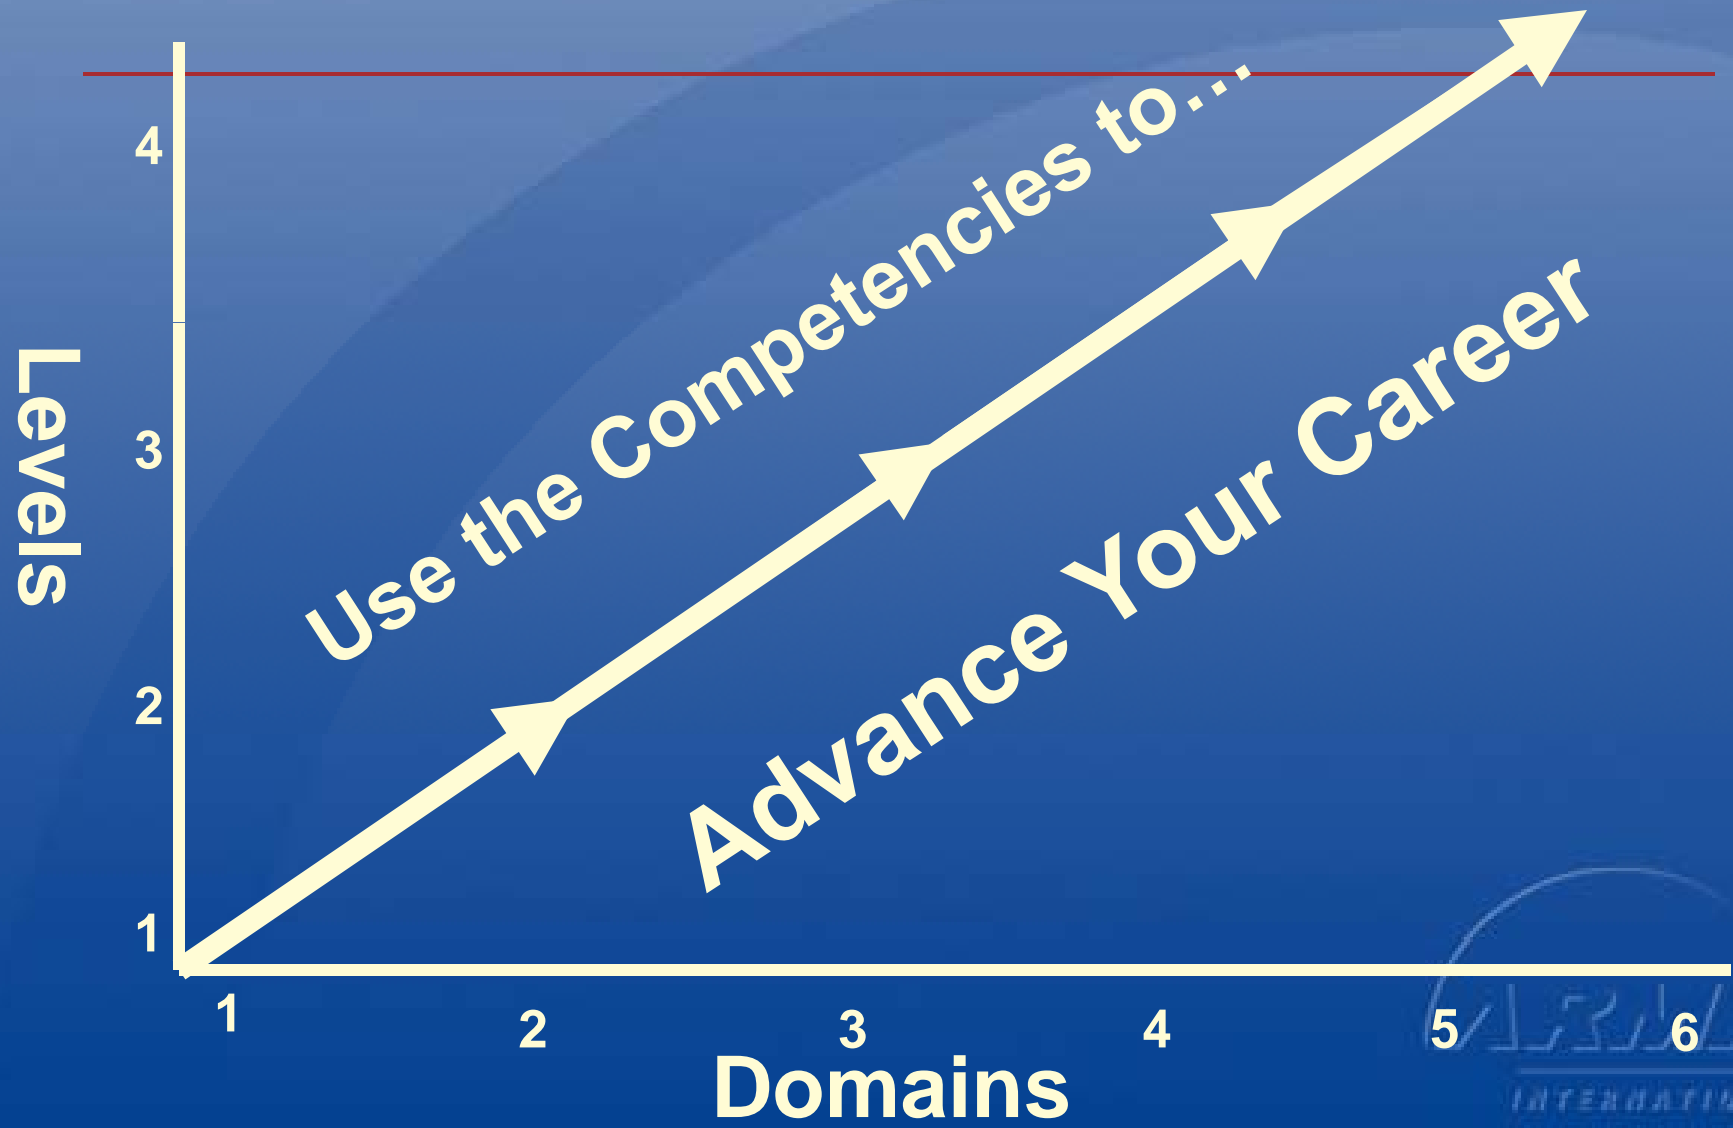 Use the Competencies to…
Advance Your Career
Levels
4
3
2
1
1
2
3
4
5
6
Domains